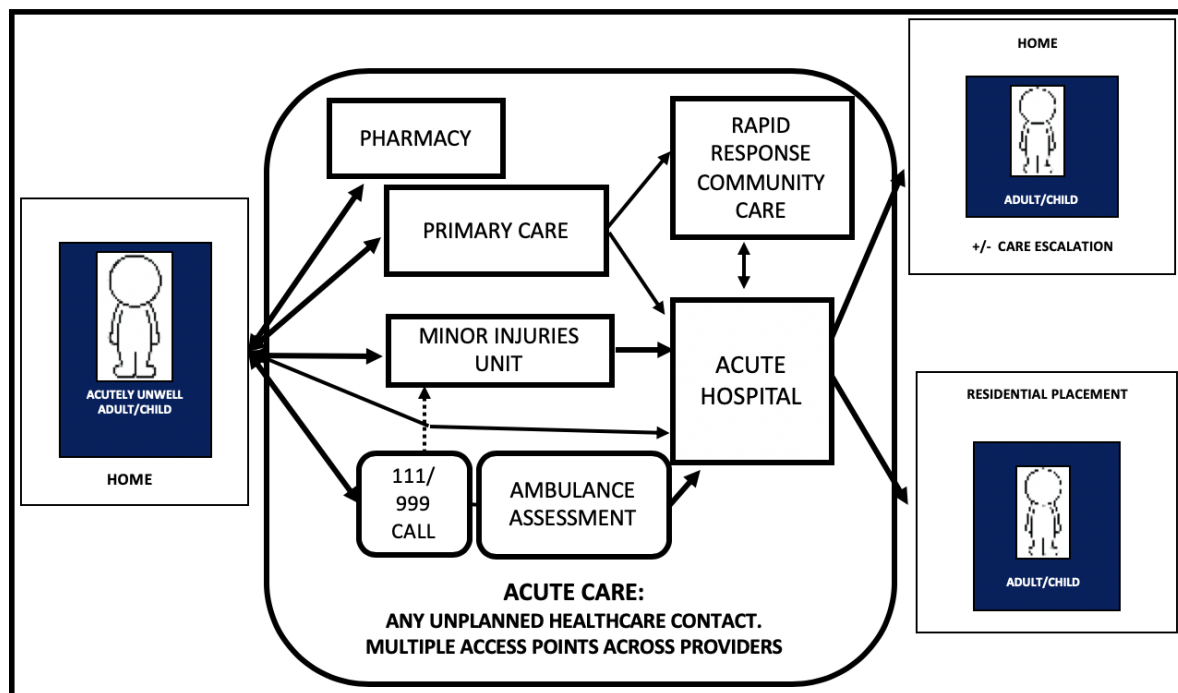 ACUTELY UNWELL
ADULT/CHILD
HOME
PHARMACY
PRIMARY CARE
MINOR INJURIES
UNIT
111/
999
CALL
AMBULANCE
ASSESSMENT
RAPID
RESPONSE
COMMUNITY
CARE
ACUTE
HOSPITAL
ACUTE CARE:
ANY UNPLANNED HEALTHCARE CONTACT.
MULTIPLE ACCESS POINTS ACROSS PROVIDERS
HOME
ADULT/CHILD
+/- CARE ESCALATION
RESIDENTIAL PLACEMENT
ADULT/CHILD